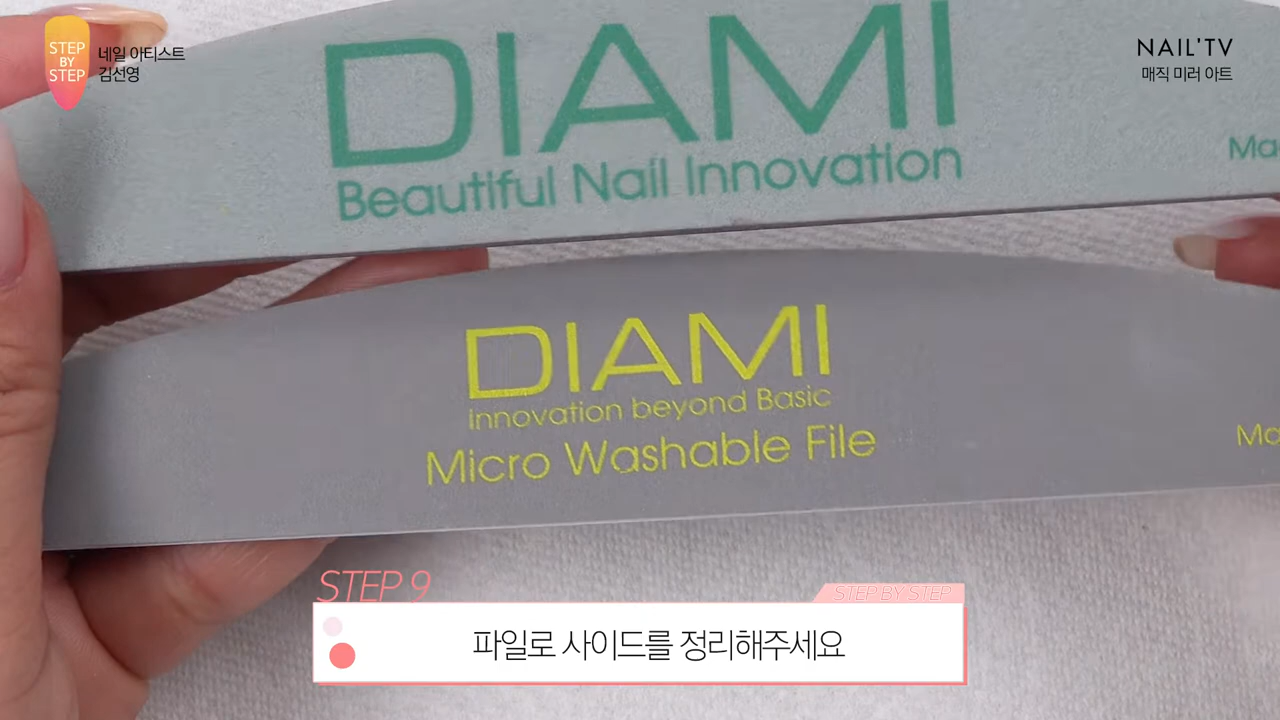 STEP
BY
STEP
네일 아티스트
김선영
NAIL'TV
매직 미러 아트
DIAMI
Beautiful Nail Innovation
Ma
DIAMI
innovation beyond Basic
Micro Washable File
Ma
STEP 9
STEP BY STEP
파일로 사이드를 정리해주세요